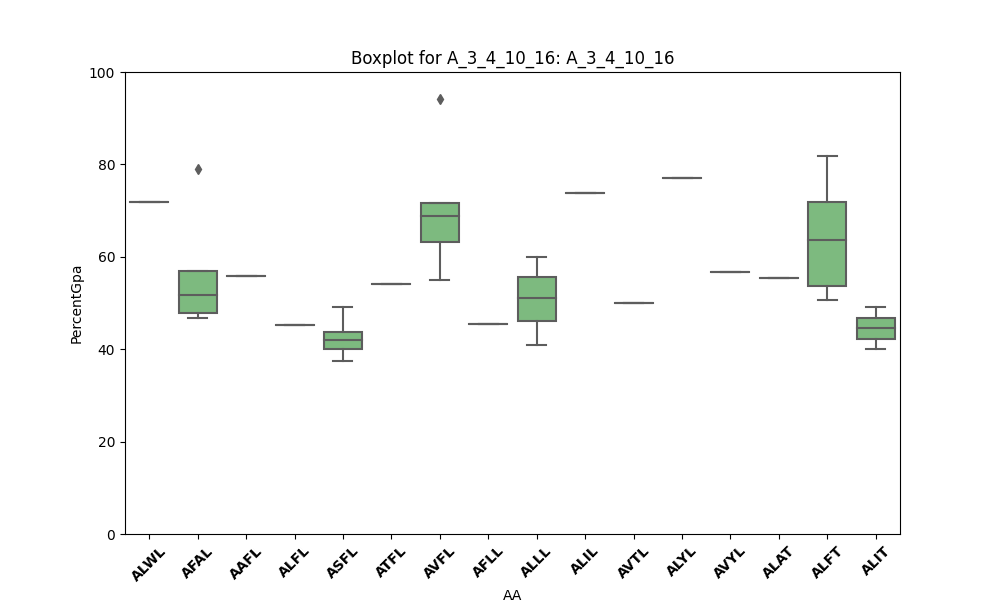 Boxplot for A_3_4_10_16: A_3_4_10_16
PercentGpa
100
80
60
40
20
0
ALWL AFAL AAFL ALFL ASFL ATFL AVFL AFLL ALLL ALIL AVTL ALYL AVYL ALAT ALFT ALIT
AA